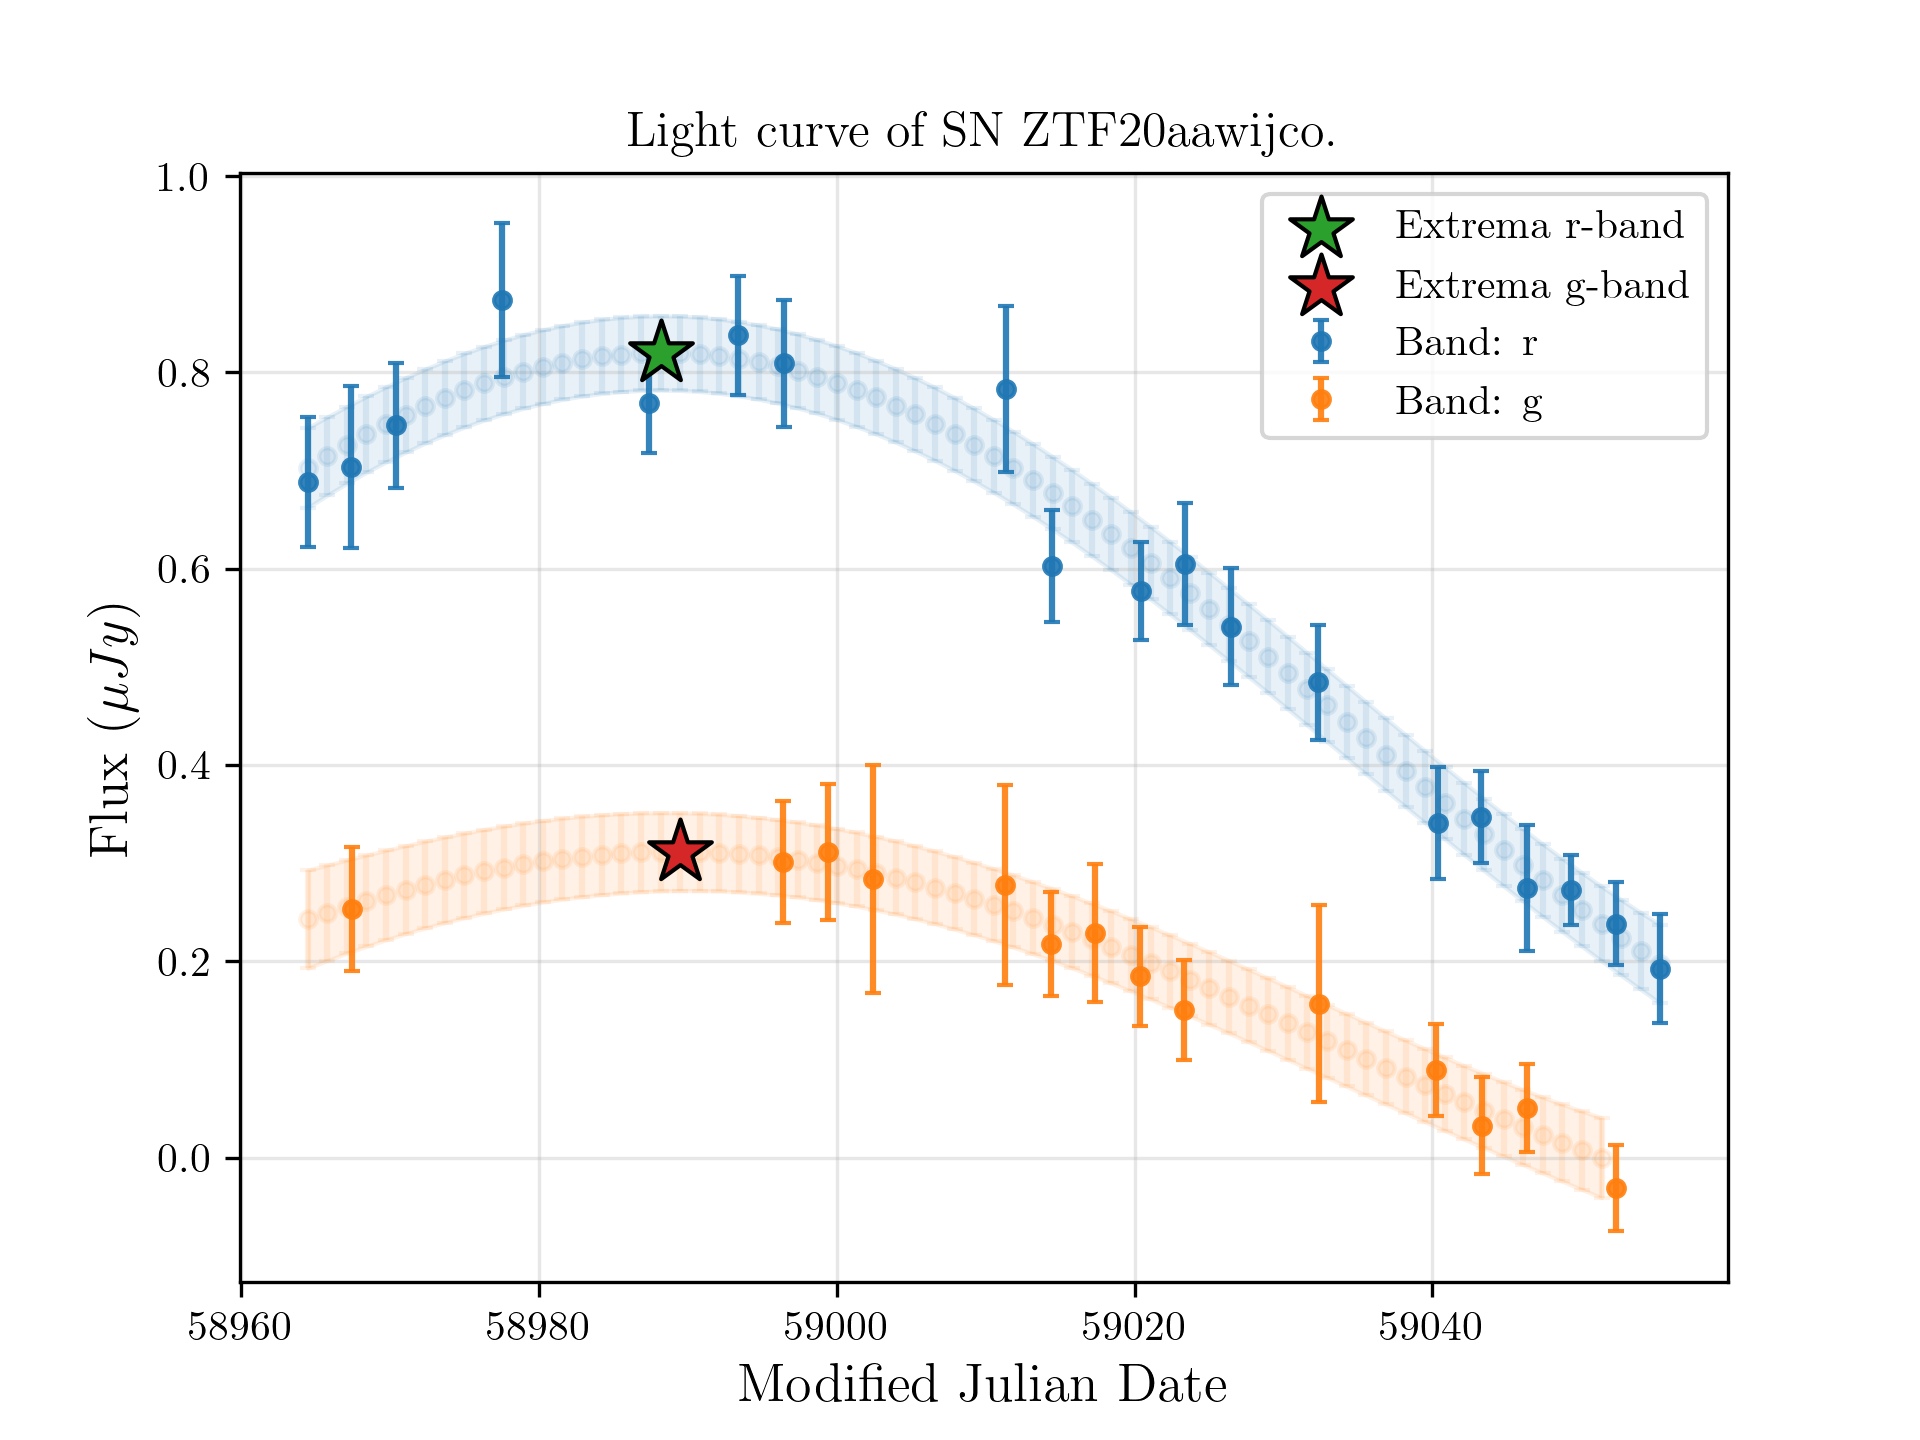 Light curve of SN ZTF20aawijco.
1.0
0.8
0.6
0.4
0.2
0.0
Flux (μJy)
Extrema r-band
Extrema g-band
Band: r
Band: g
58960 58980 59000 59020 59040
Modified Julian Date